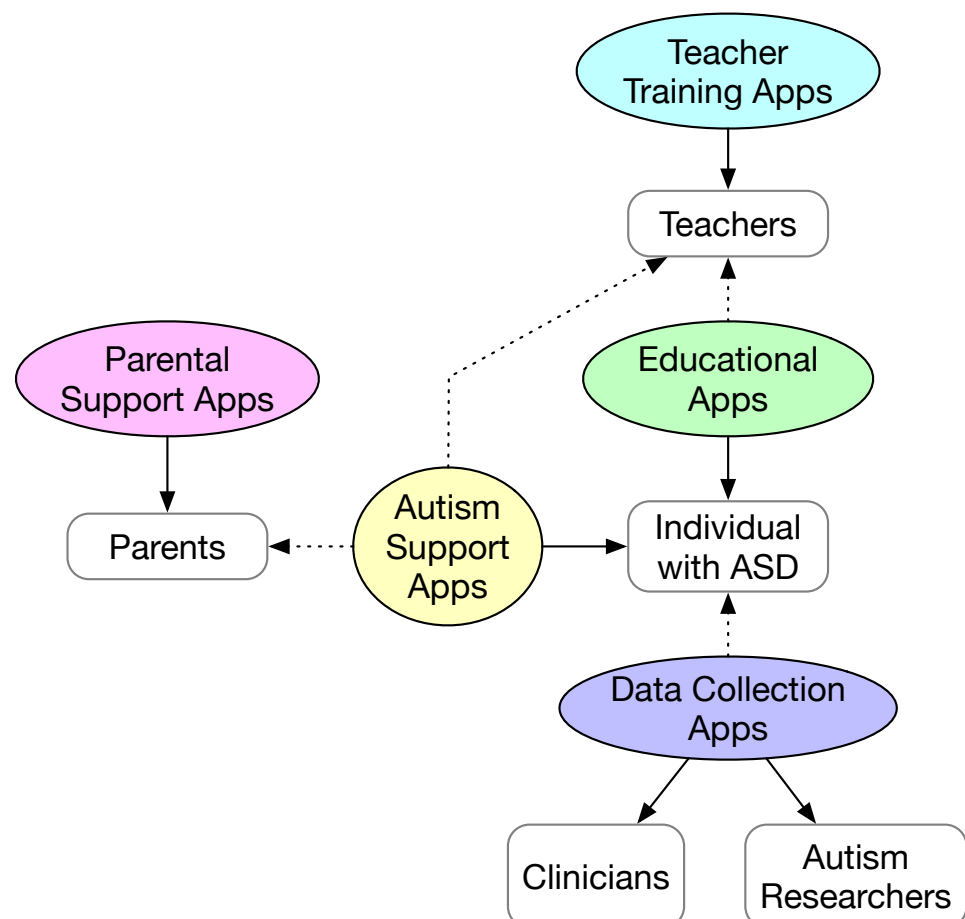 Teacher
Training Apps
Teachers
Parental
Support Apps
Educational
Apps
Parents
Autism
Support
Apps
Individual
with ASD
Data Collection
Apps
Clinicians
Autism
Researchers